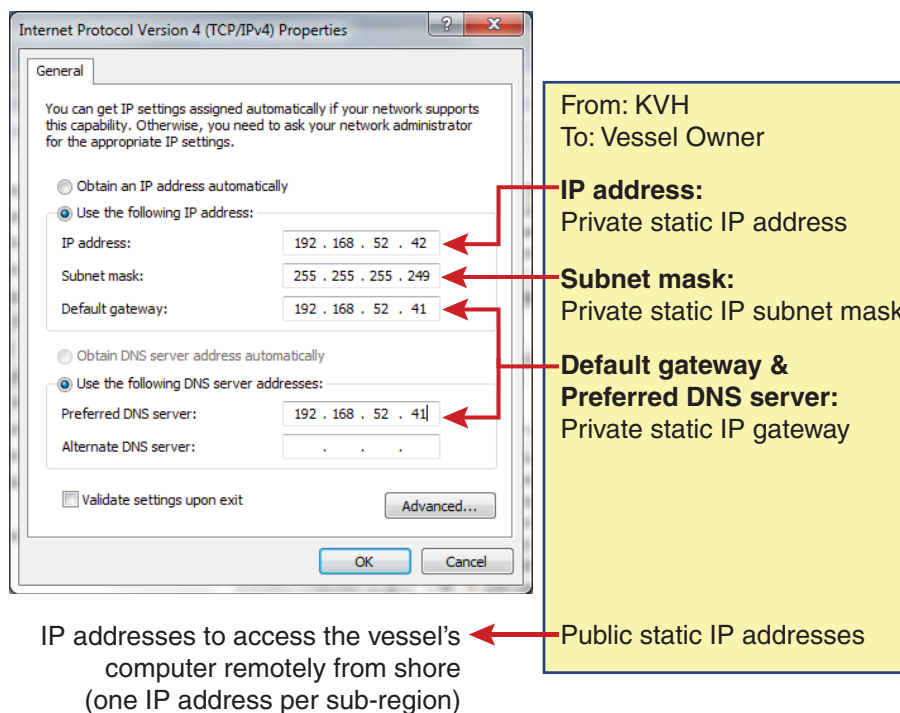 Internet Protocol Version 4 (TCP/IPv4) Properties
?
X
General
You can get IP settings assigned automatically if your network supports
this capability. Otherwise, you need to ask your network administrator
for the appropriate IP settings.
Obtain an IP address automatically
Use the following IP address:
IP address: 192 . 168 . 52 . 42
Subnet mask: 255 . 255 . 255 . 249
Default gateway: 192 . 168 . 52 . 41
Obtain DNS server address automatically
Use the following DNS server addresses:
Preferred DNS server: 192 . 168 . 52 . 41
Alternate DNS server: . . .
Validate settings upon exit
Advanced...
OK Cancel
From: KVH
To: Vessel Owner
IP address:
Private static IP address
Subnet mask:
Private static IP subnet mask
Default gateway &
Preferred DNS server:
Private static IP gateway
Public static IP addresses
IP addresses to access the vessel's
computer remotely from shore
(one IP address per sub-region)